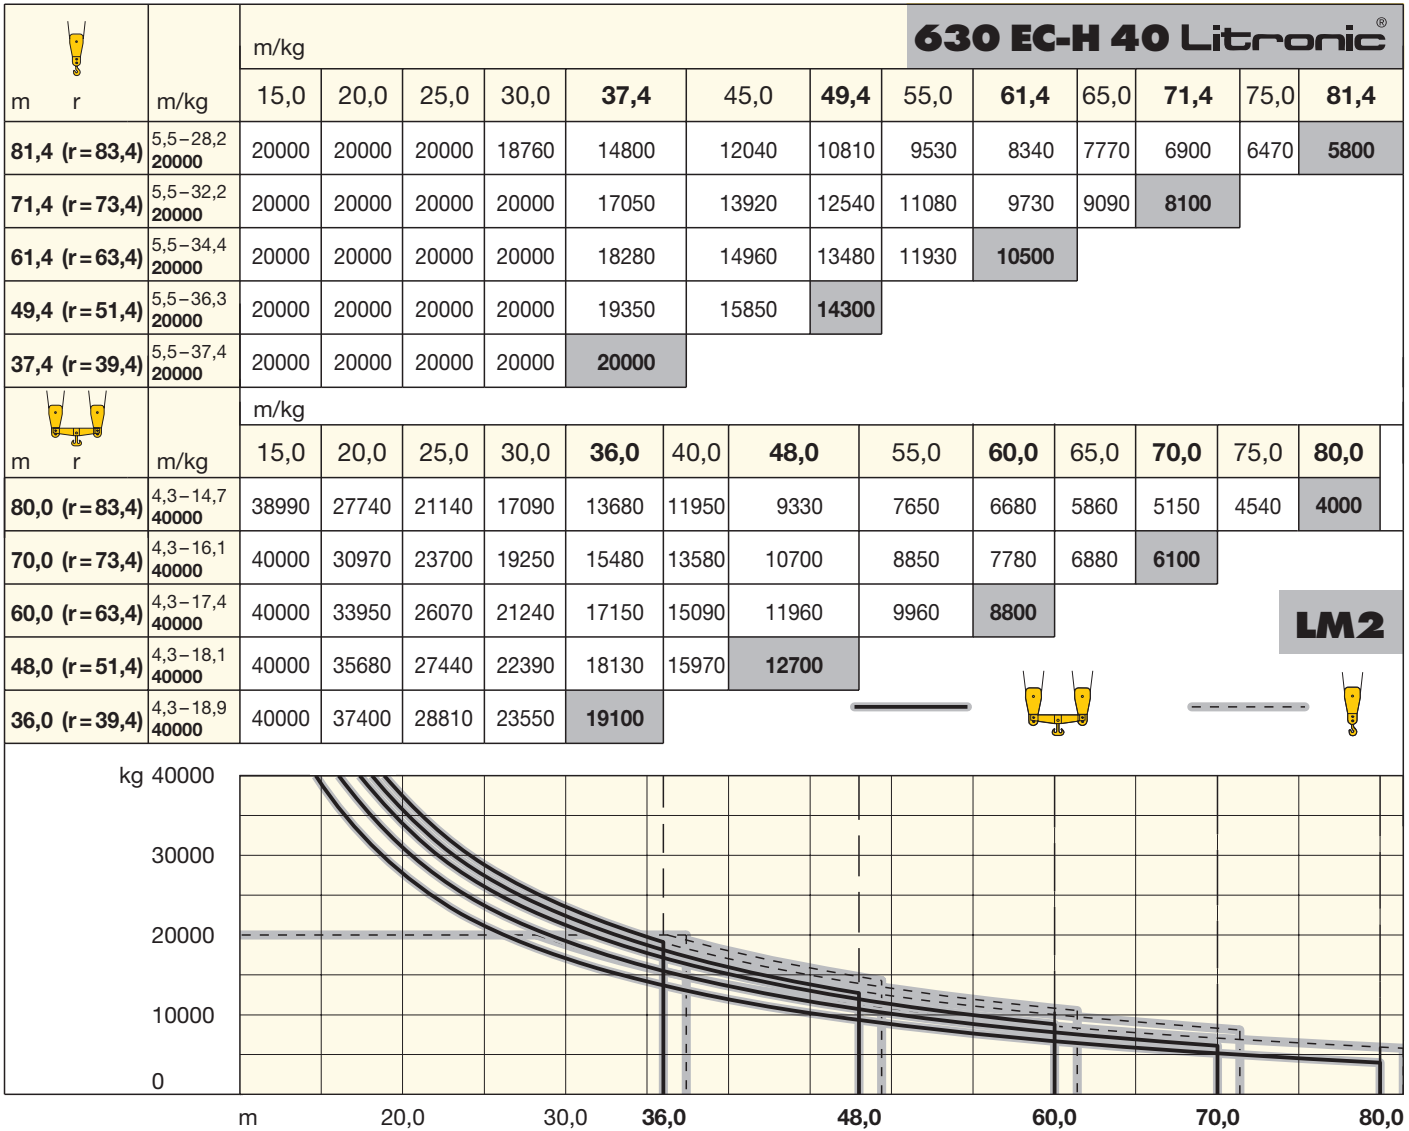 m/kg 630 EC-H 40 Litronic®
m r m/kg 15,0 20,0 25,0 30,0 37,4 45,0 49,4 55,0 61,4 65,0 71,4 75,0 81,4
81,4 (r=83,4) 5,5–28,2 20000 20000 20000 20000 18760 14800 12040 10810 9530 8340 7770 6900 6470 5800
71,4 (r=73,4) 5,5–32,2 20000 20000 20000 20000 20000 17050 13920 12540 11080 9730 9090 8100
61,4 (r=63,4) 5,5–34,4 20000 20000 20000 20000 20000 18280 14960 13480 11930 10500
49,4 (r=51,4) 5,5–36,3 20000 20000 20000 20000 20000 19350 15850 14300
37,4 (r=39,4) 5,5–37,4 20000 20000 20000 20000 20000 20000
m/kg
m r m/kg 15,0 20,0 25,0 30,0 36,0 40,0 48,0 55,0 60,0 65,0 70,0 75,0 80,0
80,0 (r=83,4) 4,3–14,7 40000 38990 27740 21140 17090 13680 11950 9330 7650 6680 5860 5150 4540 4000
70,0 (r=73,4) 4,3–16,1 40000 40000 30970 23700 19250 15480 13580 10700 8850 7780 6880 6100
60,0 (r=63,4) 4,3–17,4 40000 40000 33950 26070 21240 17150 15090 11960 9960 8800
LM2
48,0 (r=51,4) 4,3–18,1 40000 40000 35680 27440 22390 18130 15970 12700
36,0 (r=39,4) 4,3–18,9 40000 40000 37400 28810 23550 19100
kg 40000
30000
20000
10000
0
m 20,0 30,0 36,0 48,0 60,0 70,0 80,0